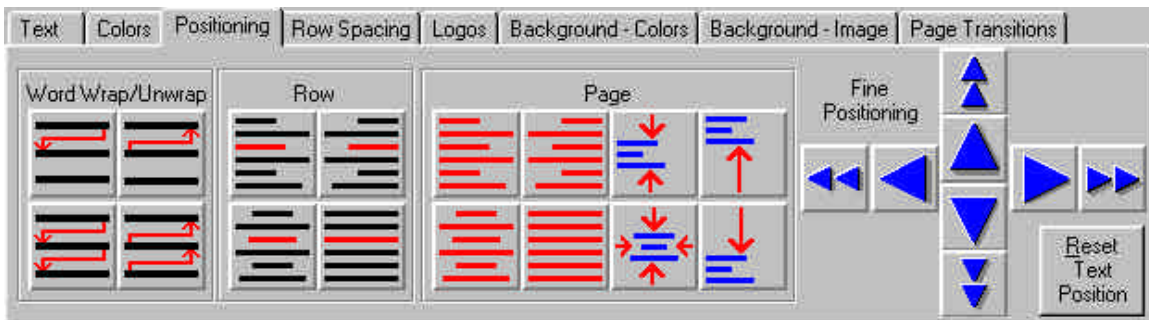 Text Colors Positioning Row Spacing Logos Background - Colors Background - Image Page Transitions
Word Wrap/Unwrap Row Page Fine
Positioning
Reset
Text
Position